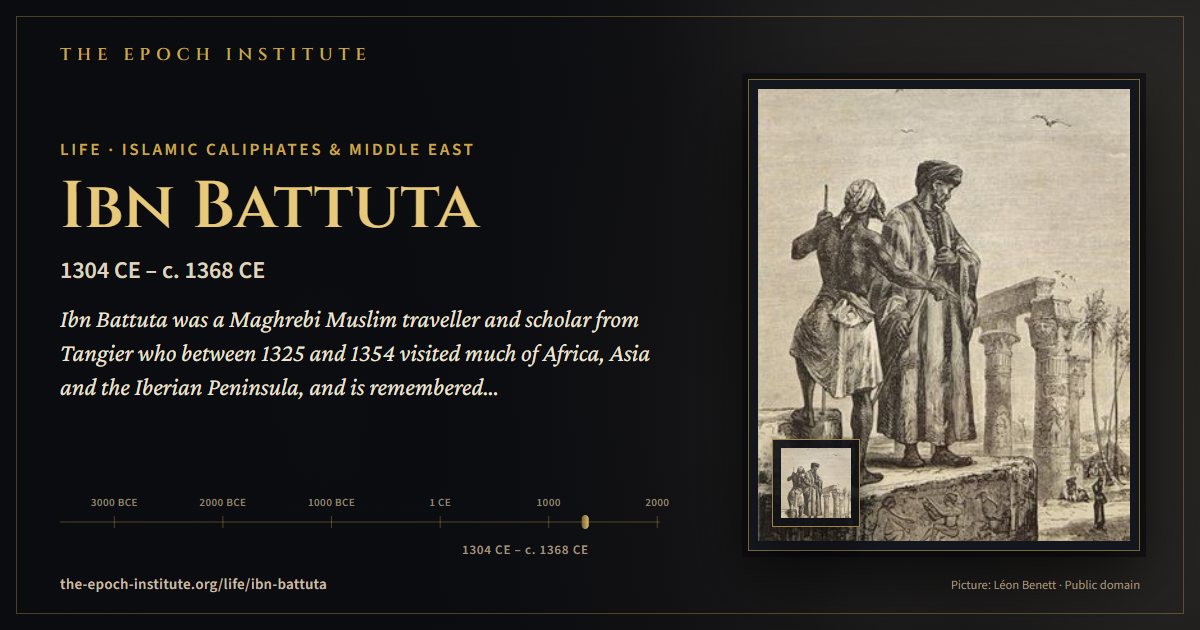 THE EPOCH INSTITUTE
LIFE · ISLAMIC CALIPHATES & MIDDLE EAST
Ibn Battuta
1304 CE – c. 1368 CE
Ibn Battuta was a Maghrebi Muslim traveller and scholar from
Tangier who between 1325 and 1354 visited much of Africa, Asia
and the Iberian Peninsula, and is remembered...
3000 BCE 2000 BCE 1000 BCE 1 CE 1000 2000
1304 CE – c. 1368 CE
the-epoch-institute.org/life/ibn-battuta
Picture: Léon Benett · Public domain